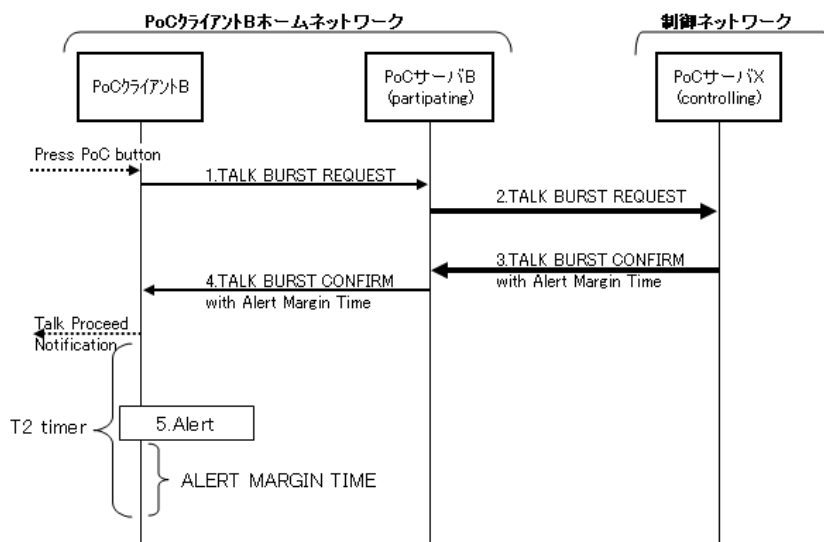 PoCクライアントBホームネットワーク
制御ネットワーク
PoCクライアントB
PoCサーバB
(partipating)
PoCサーバX
(controlling)
Press PoC button
1.TALK BURST REQUEST
2.TALK BURST REQUEST
3.TALK BURST CONFIRM
with Alert Margin Time
4.TALK BURST CONFIRM
with Alert Margin Time
Talk Proceed
Notification
T2 timer
5.Alert
ALERT MARGIN TIME